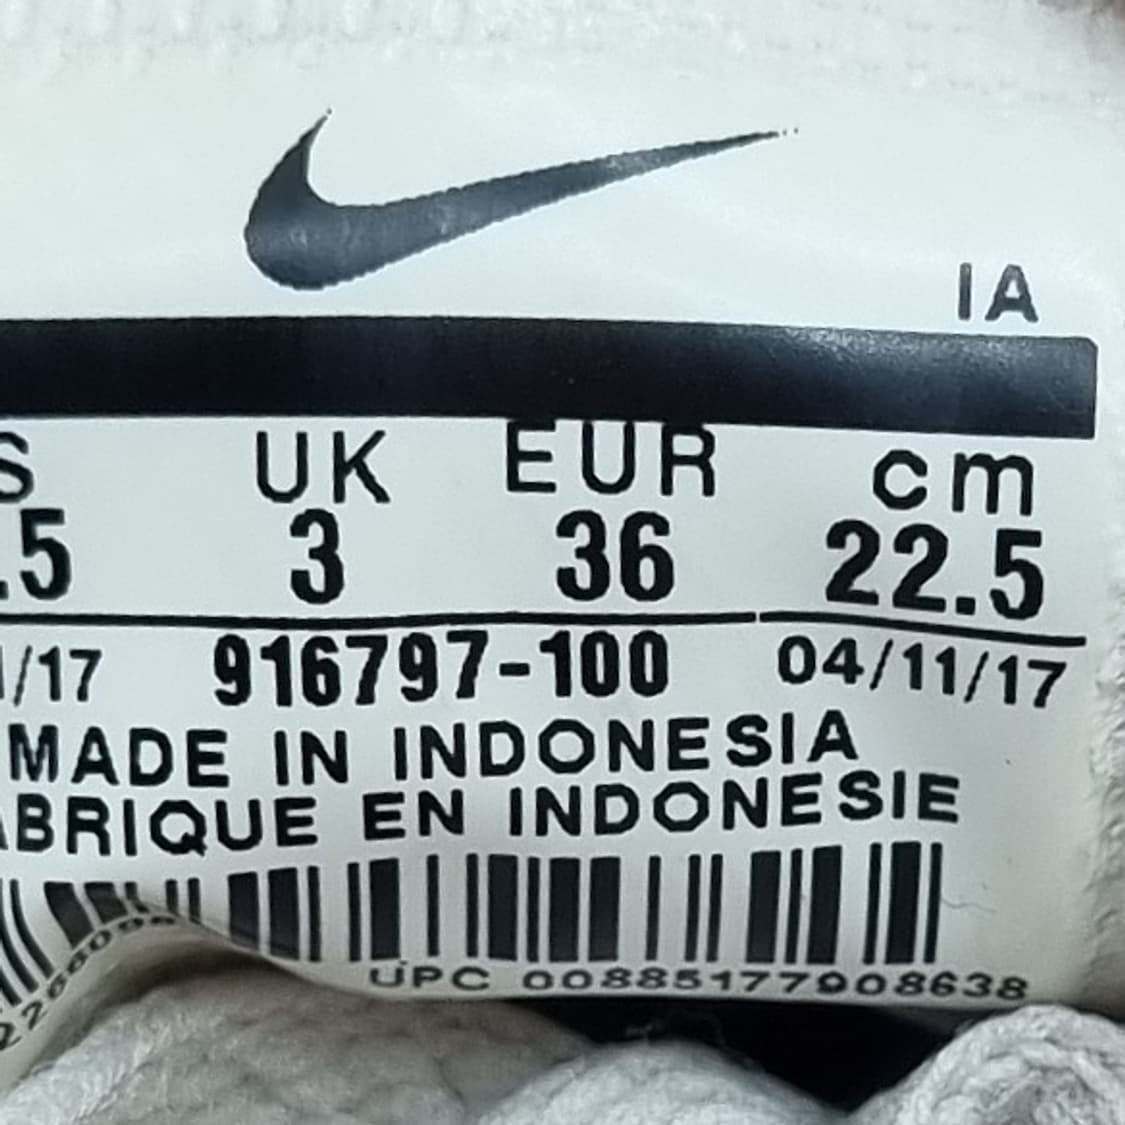 IA
S UK EUR cm
.5 3 36 22.5
/17 916797-100 04/11/17
MADE IN INDONESIA
ABRIQUE EN INDONESIE
UPC 00885177908638